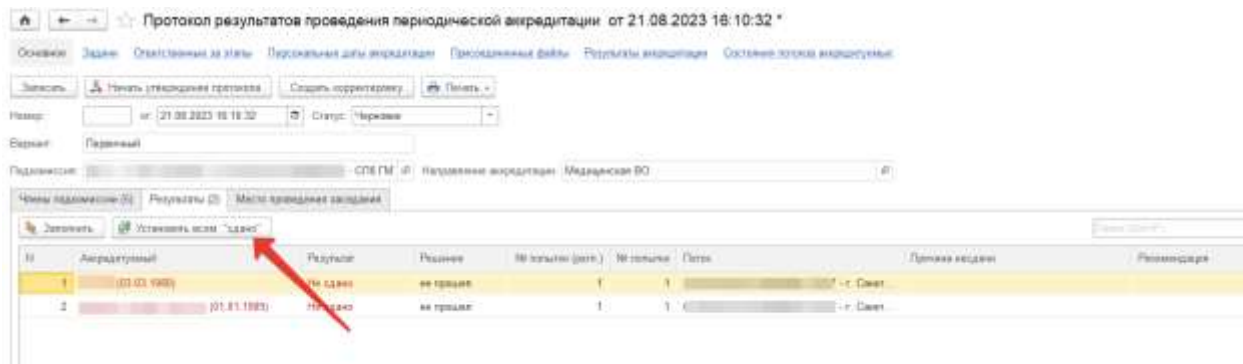 Протокол результатов проведения периодической аккредитации от 21.08.2023 16:10:32 *
Основное Задачи Ответственные за этапы Персональные даты аккредитации Присоединенные файлы Результаты аккредитации Состояние потоков аккредитуемых
Записать Начать утверждение протокола Создать корректировку Печать
Номер: от: 21.08.2023 16:10:32 Статус: Черновик
Вариант: Первичный
Подкомиссия: СПб ГМ Направление аккредитации: Медицинская ВО
Члены подкомиссии (6) Результаты (2) Место проведения заседания
Заполнить Установить всем "сдано"
N Аккредитуемый Результат Решение № попытки (регл.) № попытки Поток Причина несдачи Рекомендация
1 (03.03.1980) Не сдано не прошел 1 1 - г. Санкт...
2 (01.01.1989) Не сдано не прошел 1 1 - г. Санкт...